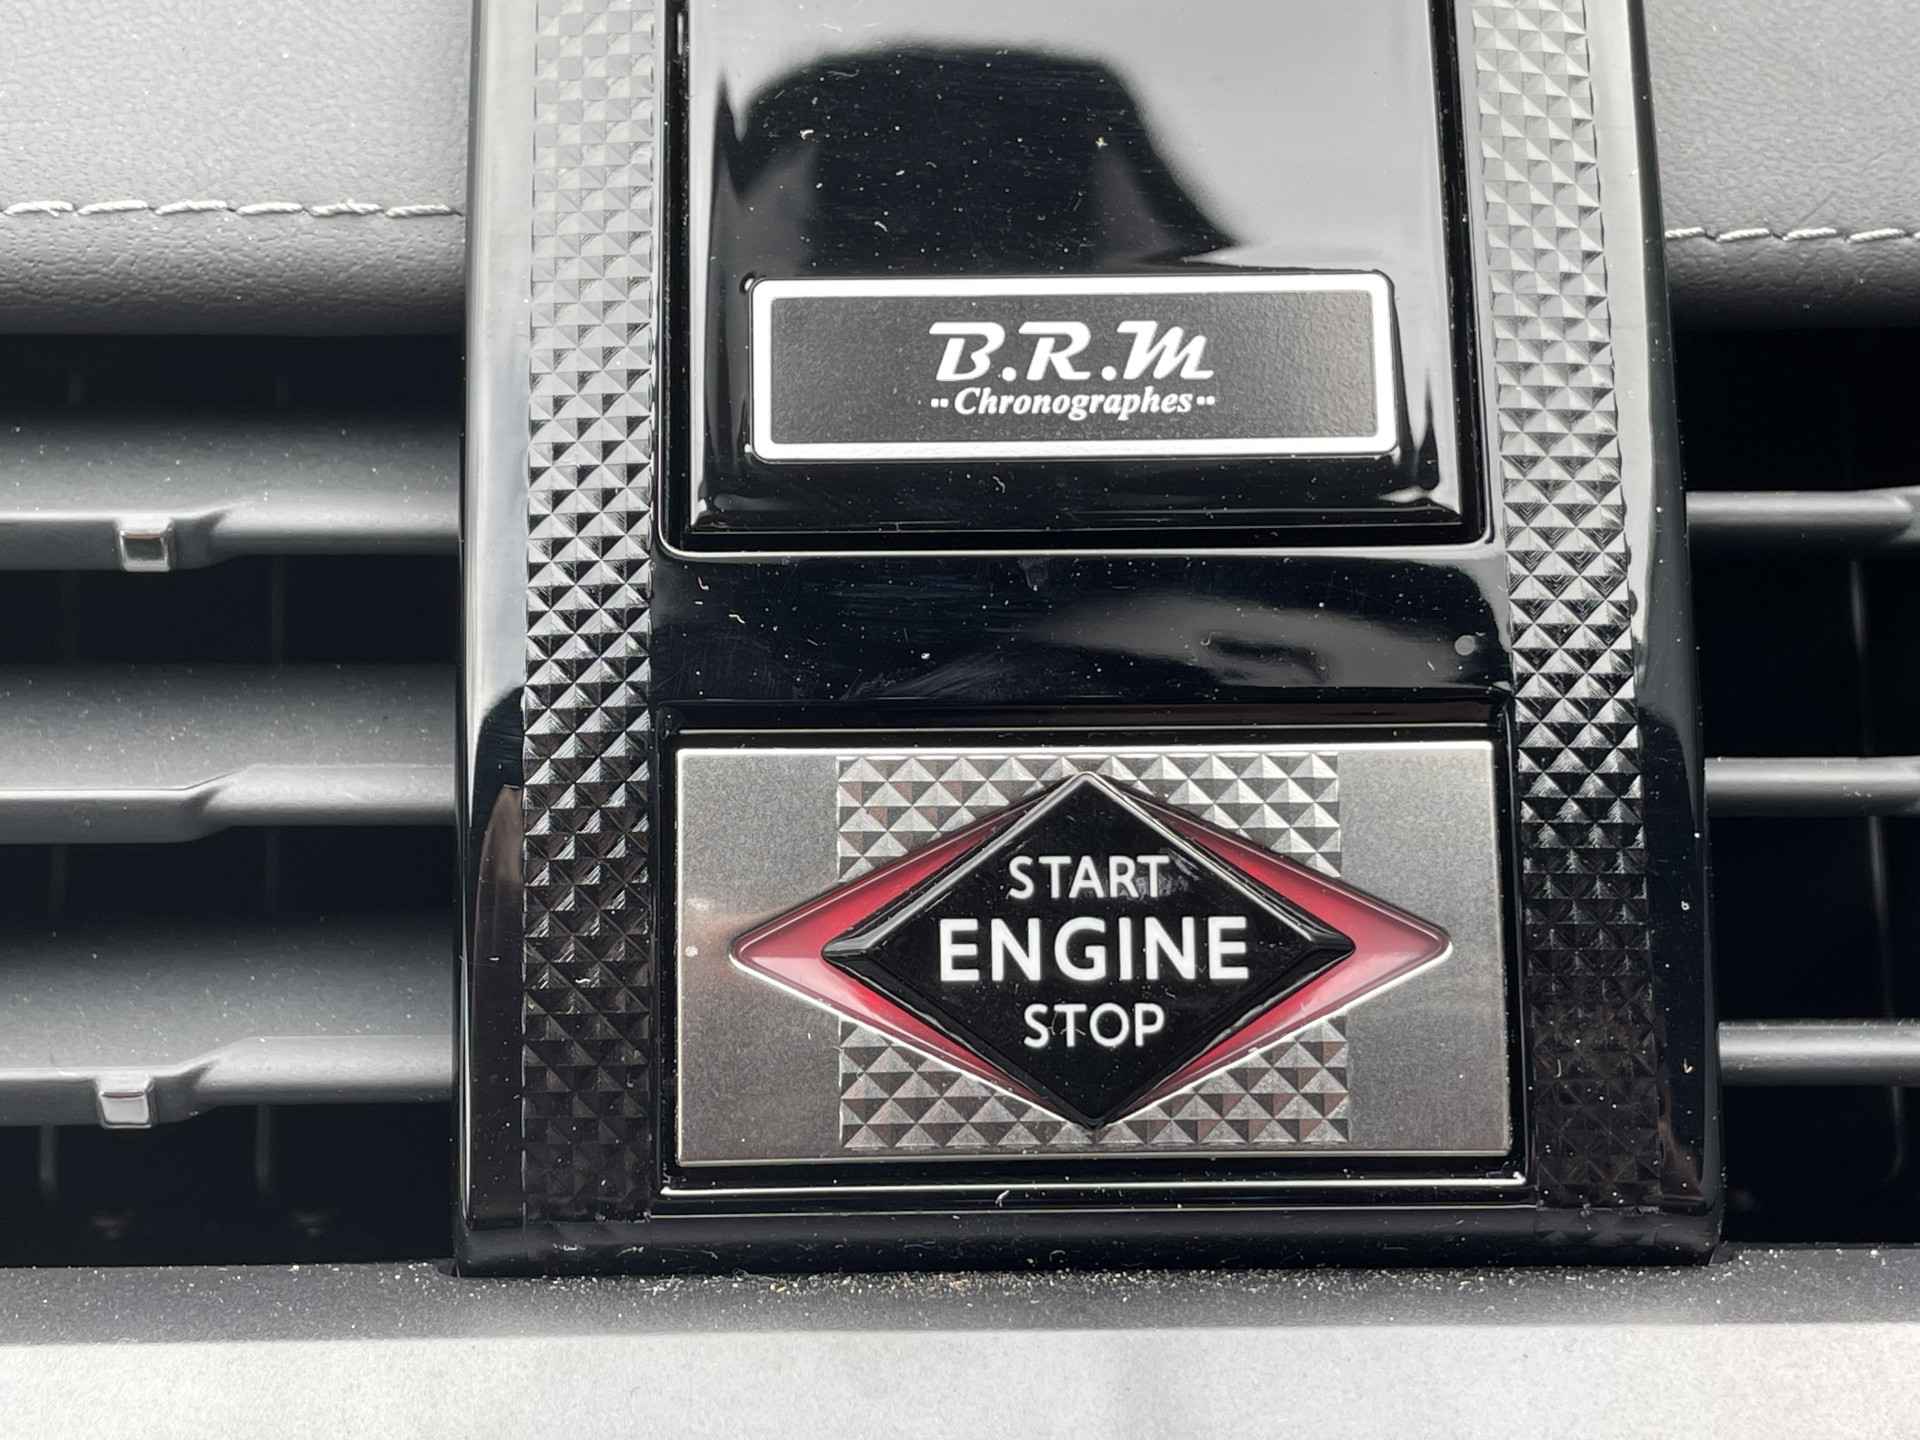 B.R.M
··Chronographes··
START
ENGINE
STOP